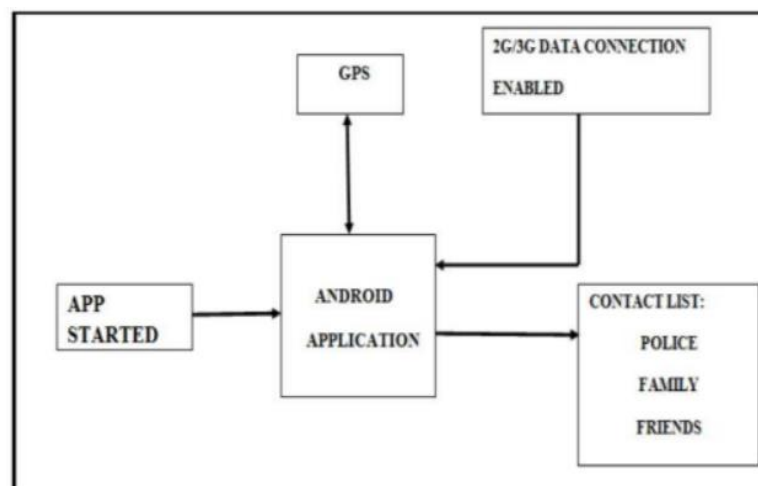 GPS
2G/3G DATA CONNECTION
ENABLED
APP
STARTED
ANDROID
APPLICATION
CONTACT LIST:
POLICE
FAMILY
FRIENDS